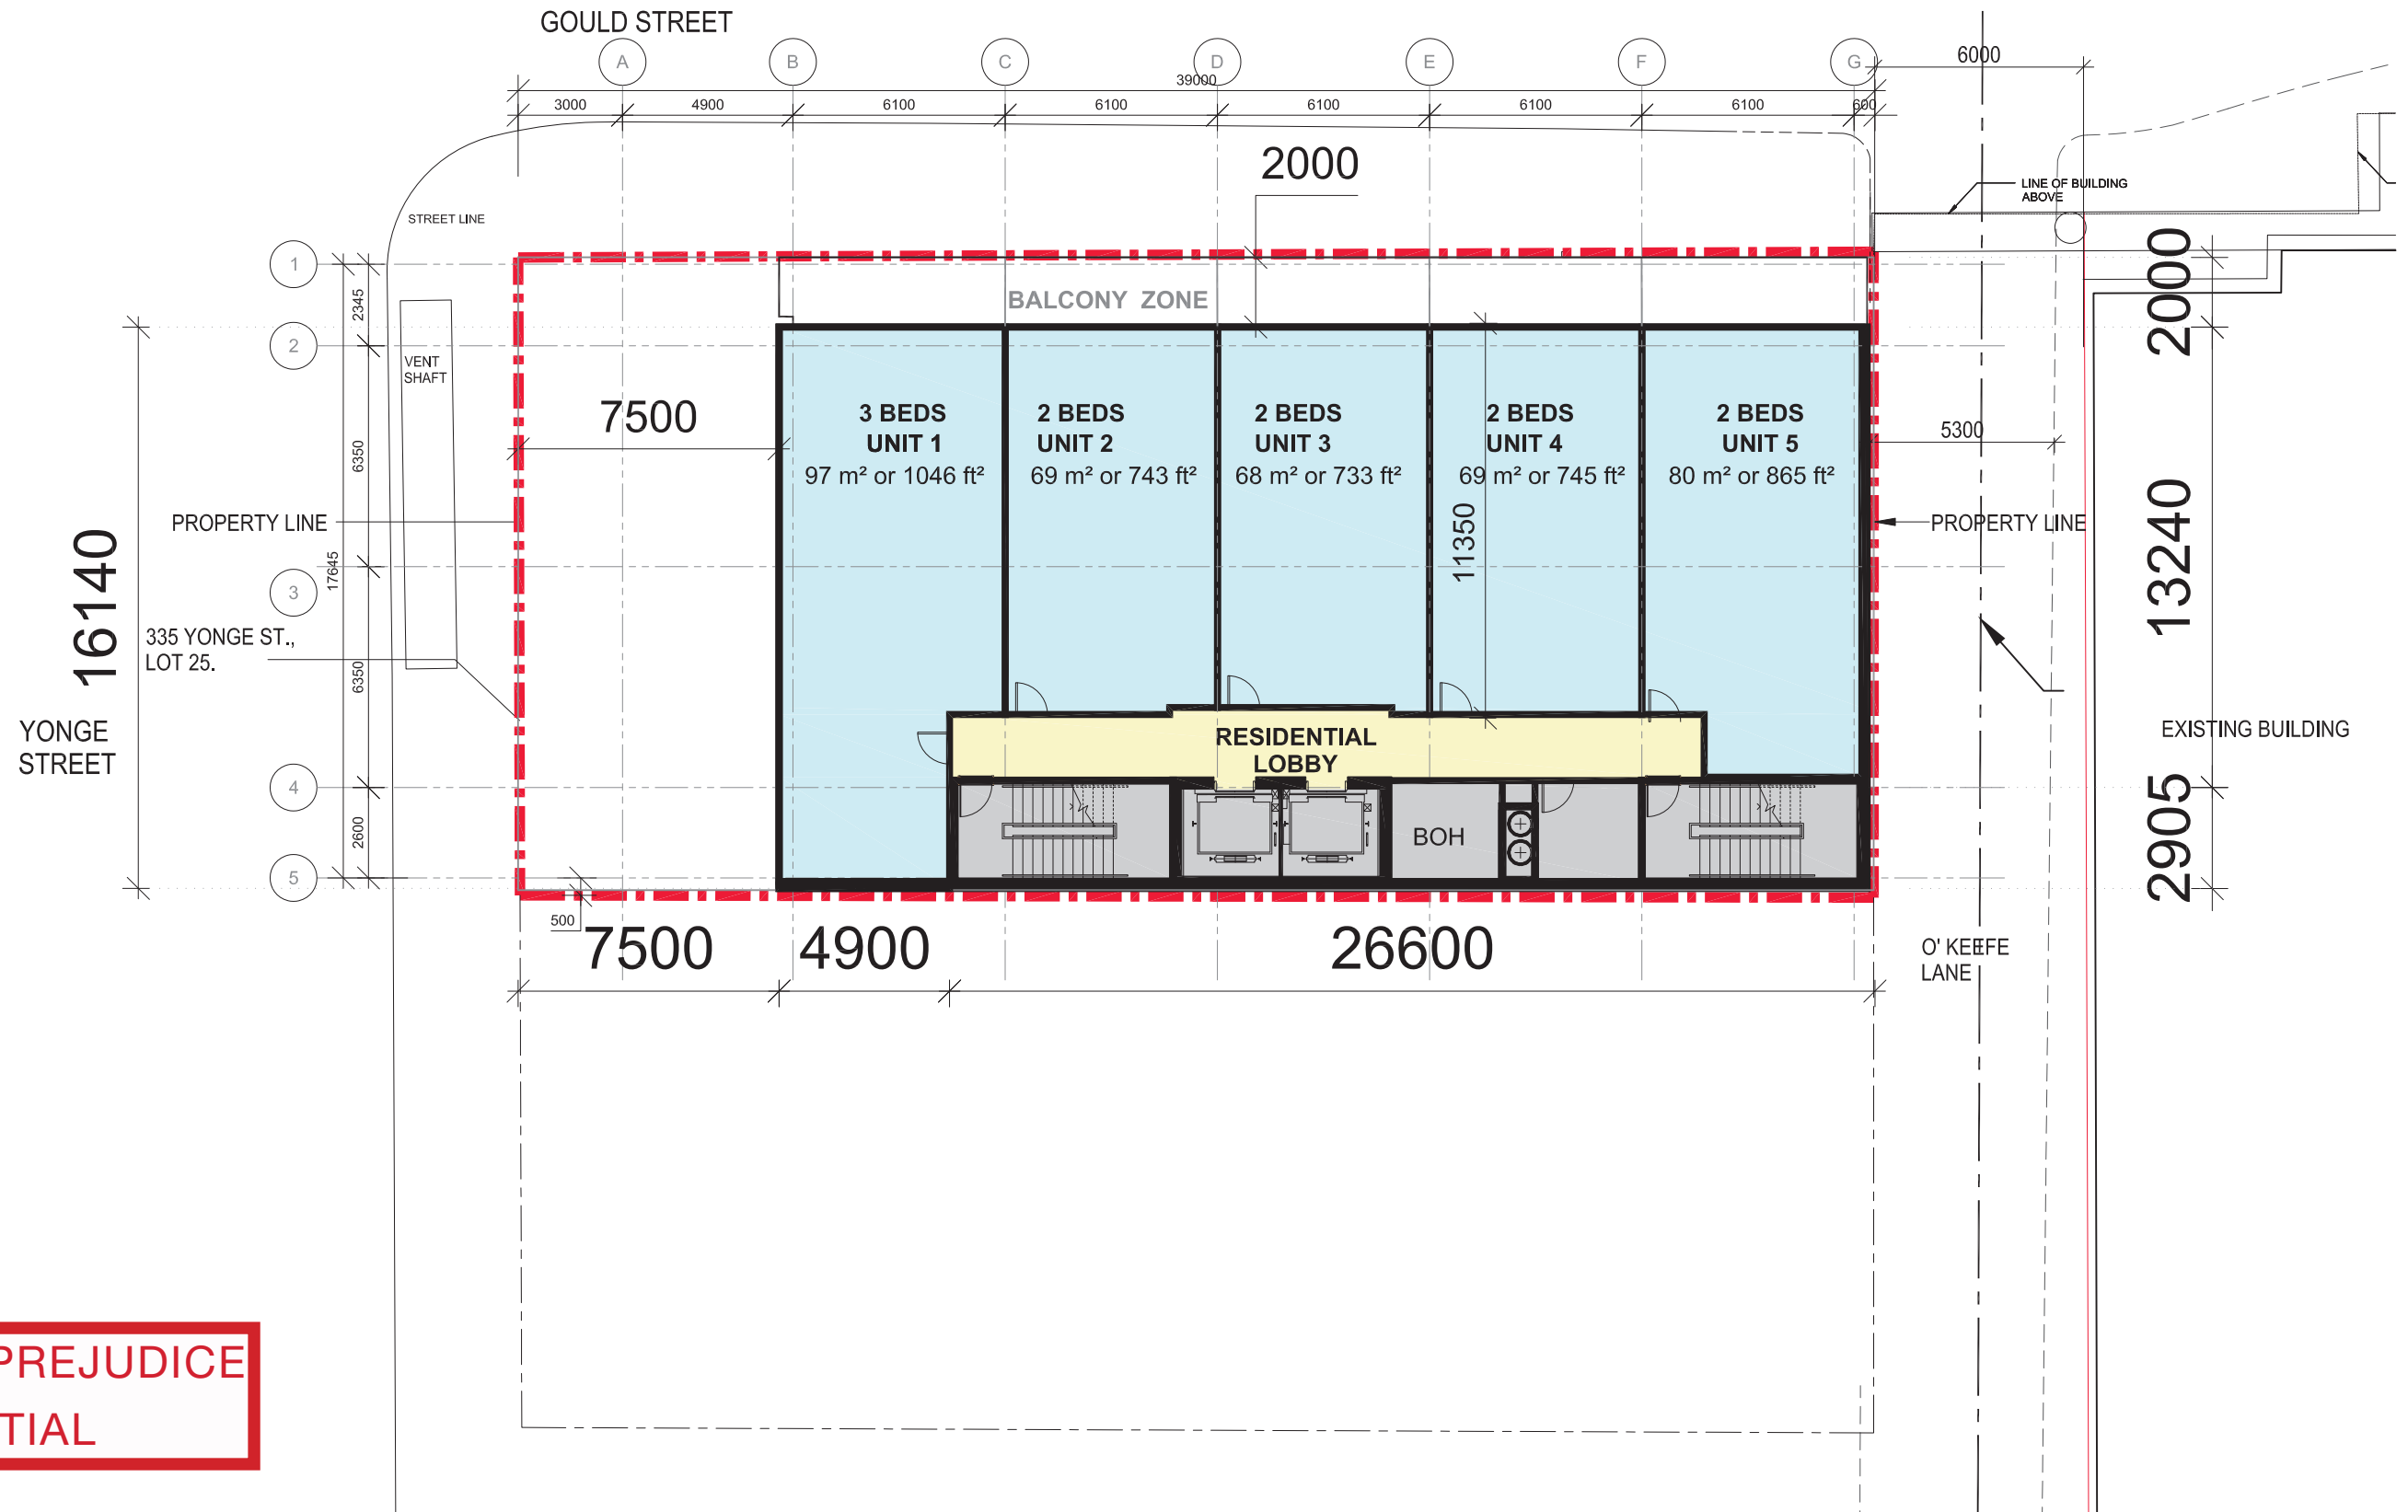 GOULD STREET
A
B
C
D
E
F
G
39000
6000
3000
4900
6100
6100
6100
6100
6100
600
2000
LINE OF BUILDING
ABOVE
STREET LINE
1
2
3
4
5
2345
6350
17645
6350
2600
16140
VENT
SHAFT
BALCONY ZONE
7500
3 BEDS
UNIT 1
97 m² or 1046 ft²
2 BEDS
UNIT 2
69 m² or 743 ft²
2 BEDS
UNIT 3
68 m² or 733 ft²
2 BEDS
UNIT 4
69 m² or 745 ft²
2 BEDS
UNIT 5
80 m² or 865 ft²
11350
2000
5300
13240
2905
PROPERTY LINE
PROPERTY LINE
335 YONGE ST.,
LOT 25.
YONGE
STREET
RESIDENTIAL
LOBBY
BOH
EXISTING BUILDING
500
7500
4900
26600
O' KEEFE
LANE
PREJUDICE
TIAL